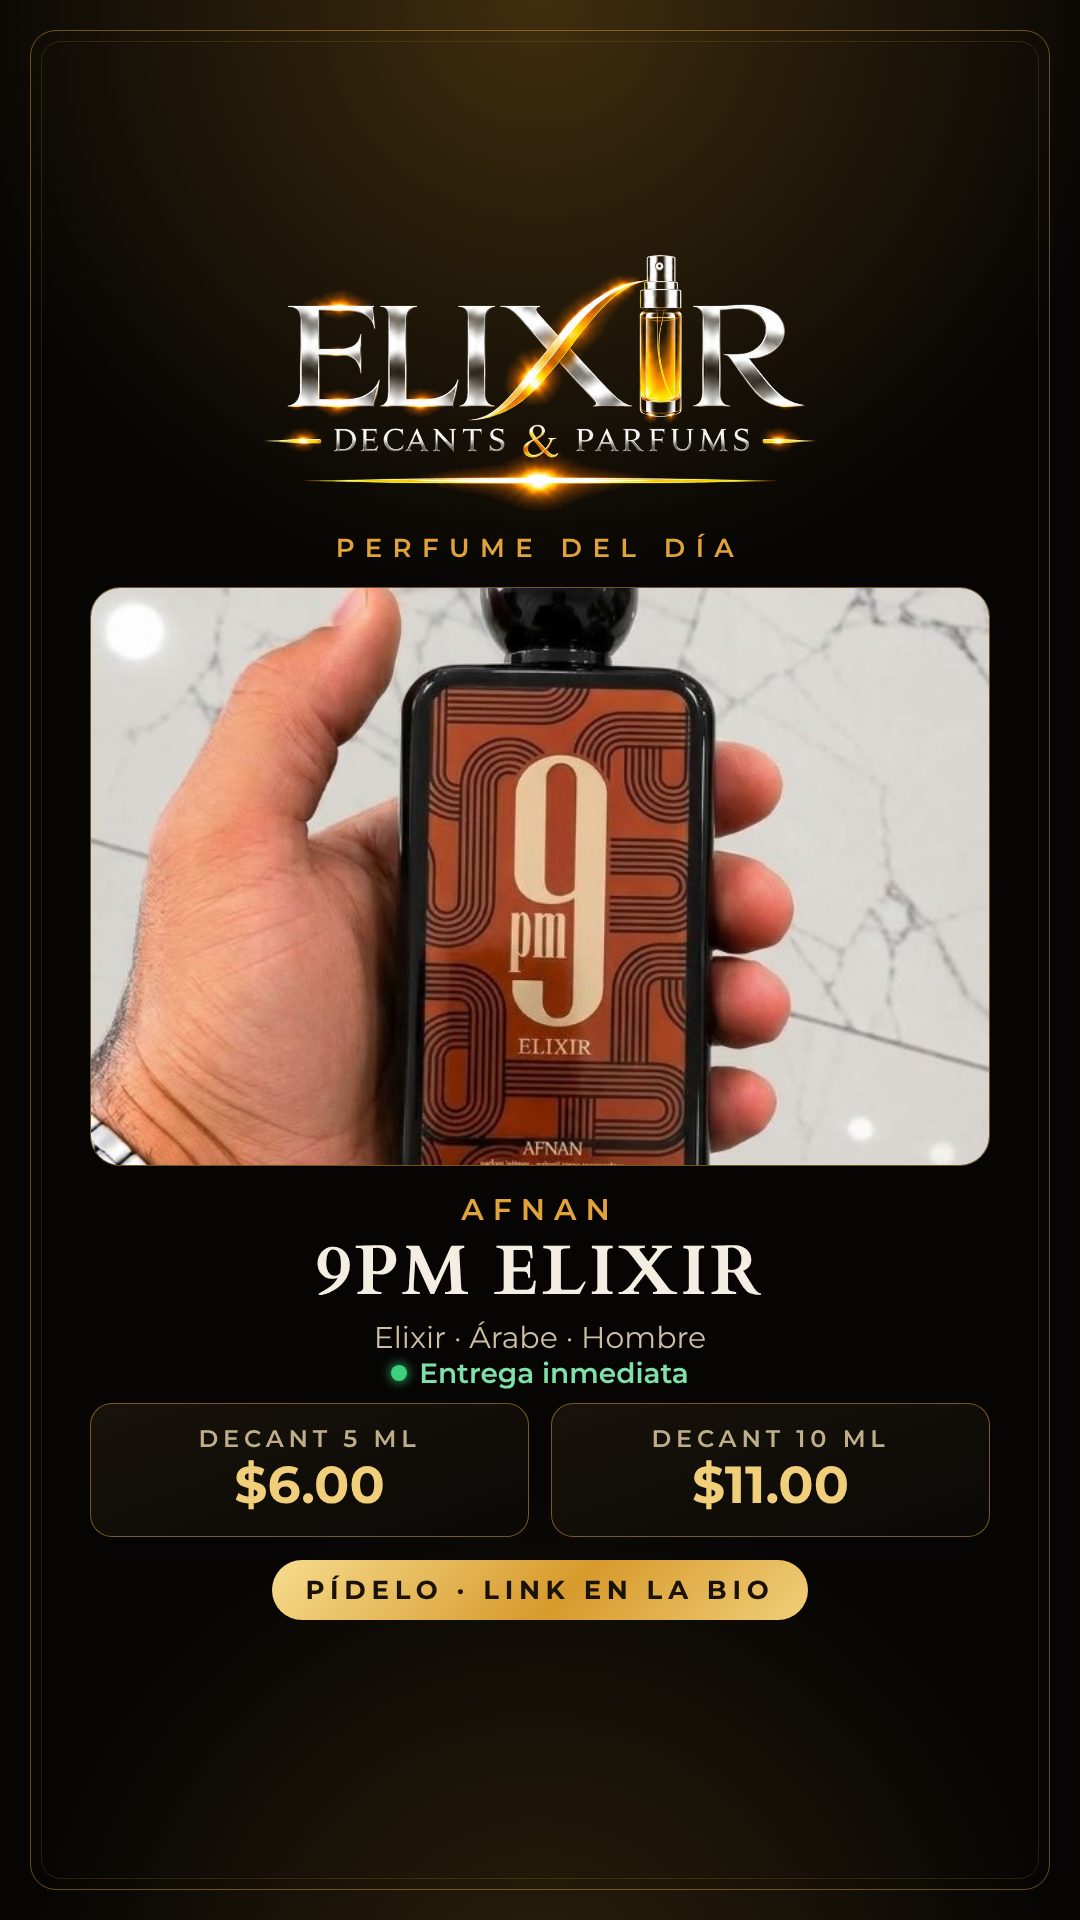 ELIXIR
DECANTS & PARFUMS
PERFUME DEL DÍA
9
pm
ELIXIR
AFNAN
AFNAN
9PM ELIXIR
Elixir · Árabe · Hombre
Entrega inmediata
DECANT 5 ML
$6.00
DECANT 10 ML
$11.00
PÍDELO · LINK EN LA BIO